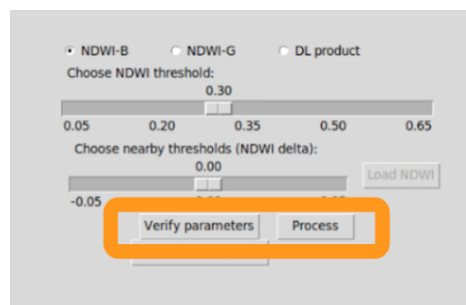 NDWI-B NDWI-G DL product
Choose NDWI threshold:
0.30
0.05 0.20 0.35 0.50 0.65
Choose nearby thresholds (NDWI delta):
0.00
Load NDWI
-0.05
Verify parameters Process